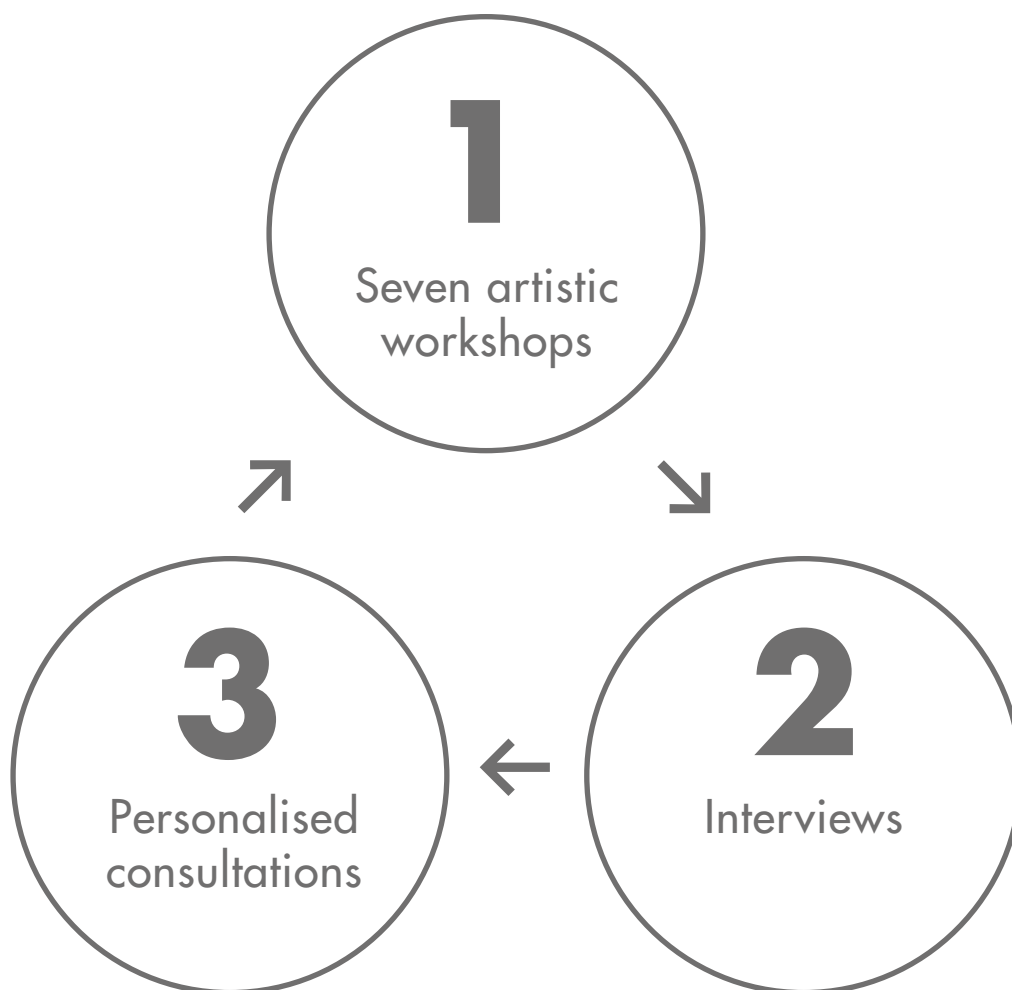 1
Seven artistic
workshops
2
Interviews
3
Personalised
consultations